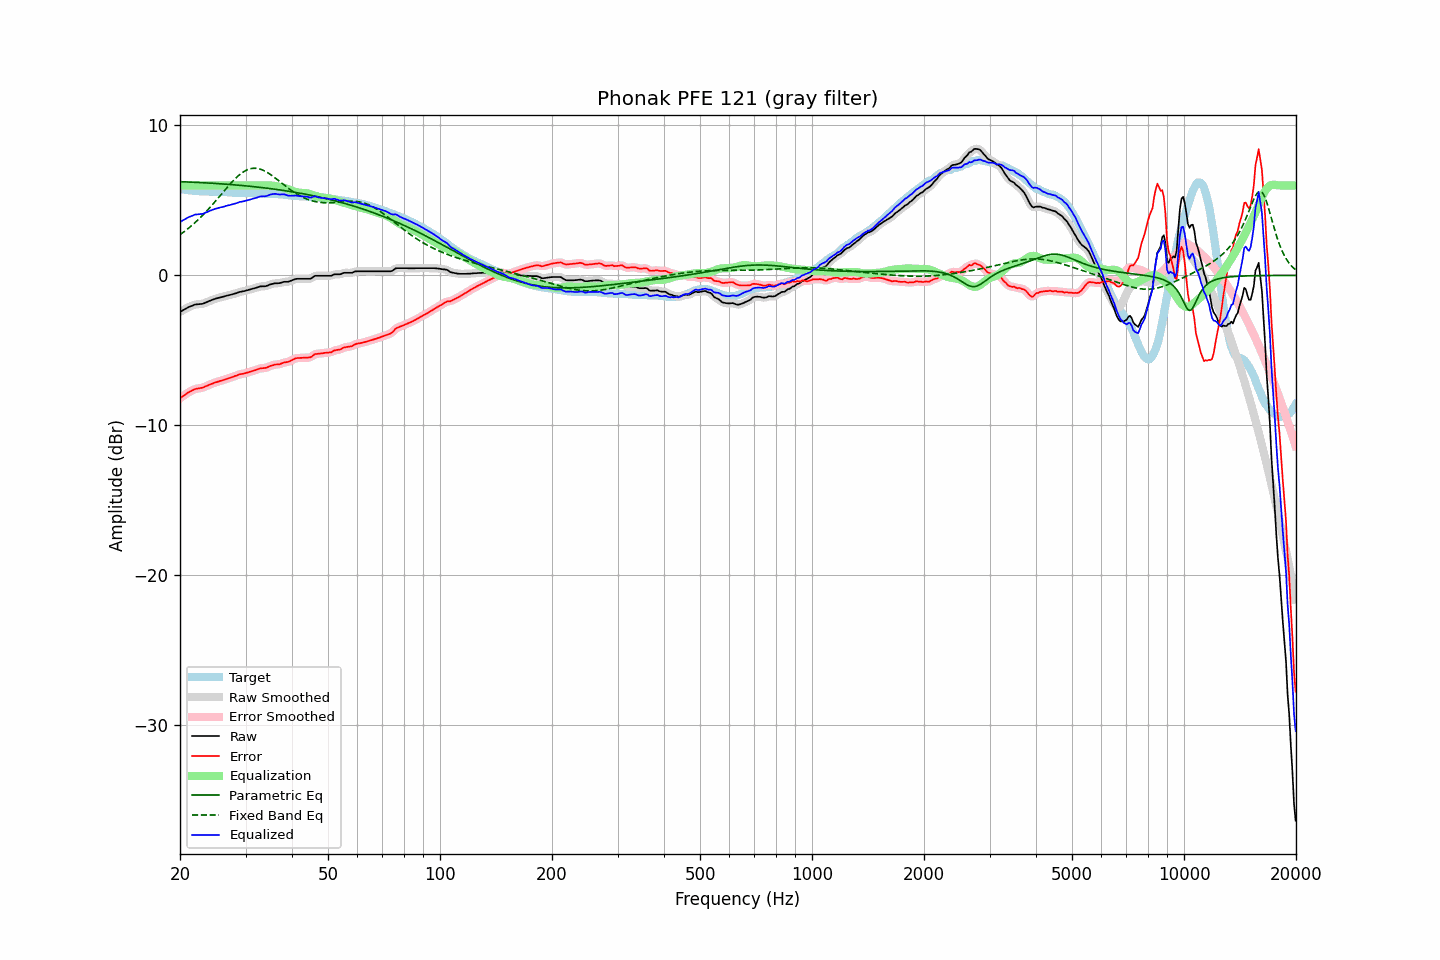 Phonak PFE 121 (gray filter)
Amplitude (dBr)
10
0
−10
−20
−30
Target
Raw Smoothed
Error Smoothed
Raw
Error
Equalization
Parametric Eq
Fixed Band Eq
Equalized
20
50
100
200
500
1000
2000
5000
10000
20000
Frequency (Hz)